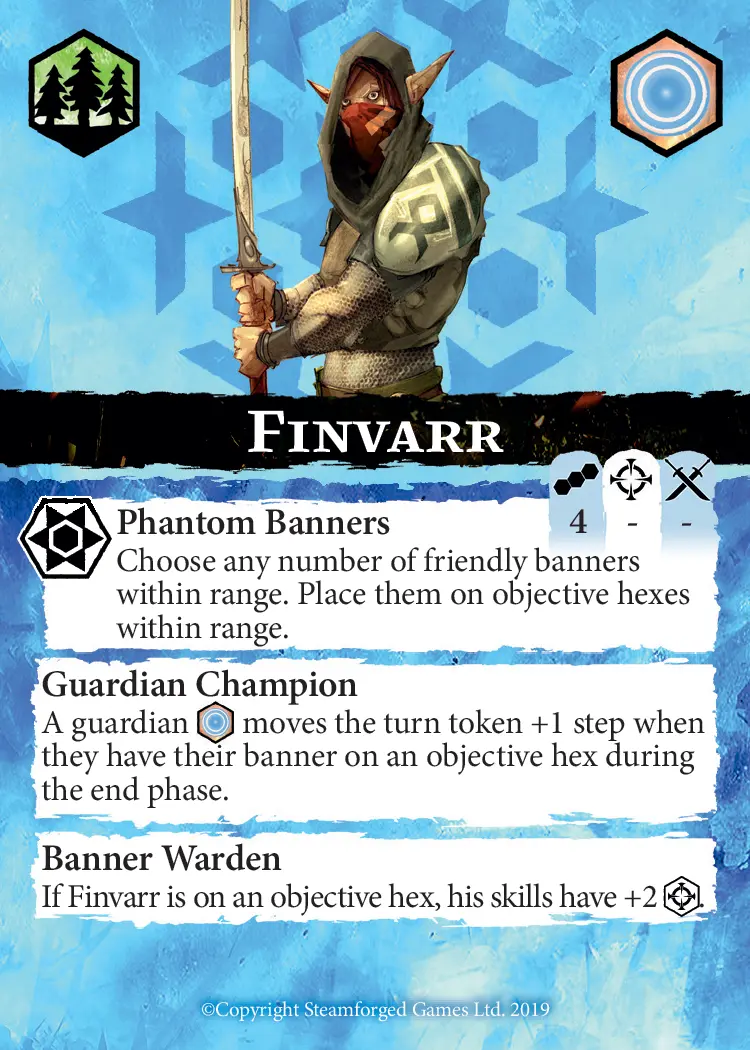 FINVARR
4 - -
Phantom Banners
Choose any number of friendly banners
within range. Place them on objective hexes
within range.
Guardian Champion
A guardian moves the turn token +1 step when
they have their banner on an objective hex during
the end phase.
Banner Warden
If Finvarr is on an objective hex, his skills have +2 .
©Copyright Steamforged Games Ltd. 2019